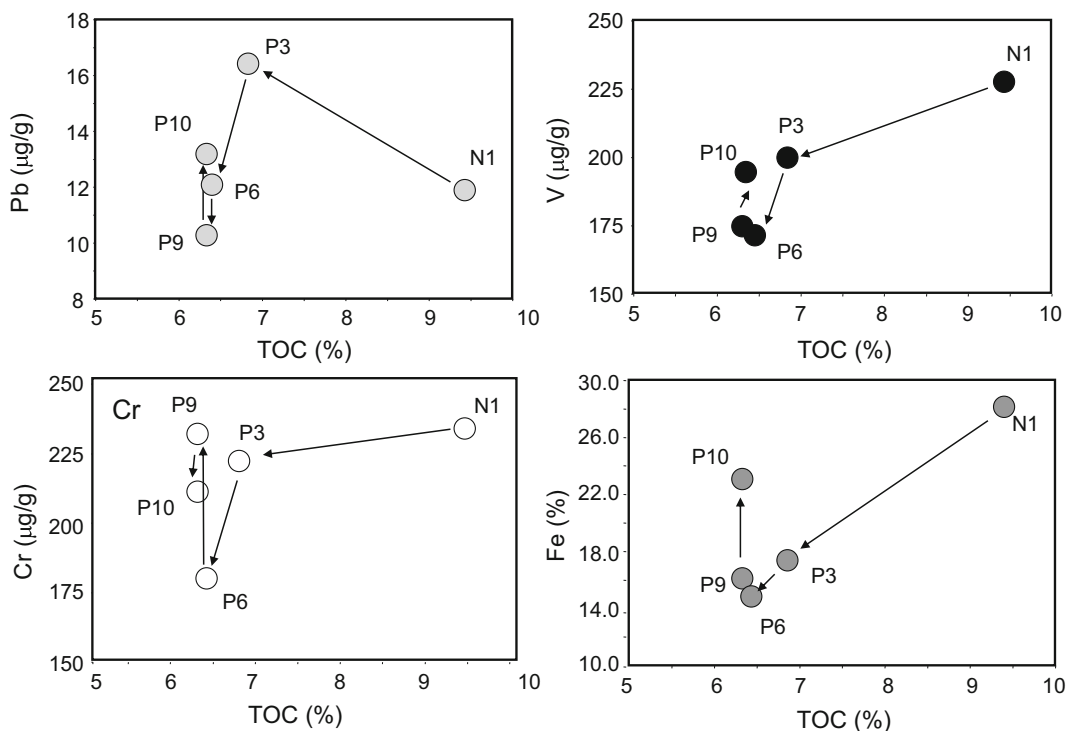 18
16
14
12
10
8
Pb (μg/g)
P3
P10
P6
P9
N1
5 6 7 8 9 10
TOC (%)
250
225
200
175
150
V (μg/g)
N1
P3
P10
P9
P6
5 6 7 8 9 10
TOC (%)
250
225
200
175
150
Cr (μg/g)
Cr
P9
P3
N1
P10
P6
5 6 7 8 9 10
TOC (%)
30.0
26.0
22.0
18.0
14.0
10.0
Fe (%)
N1
P10
P9
P3
P6
5 6 7 8 9 10
TOC (%)